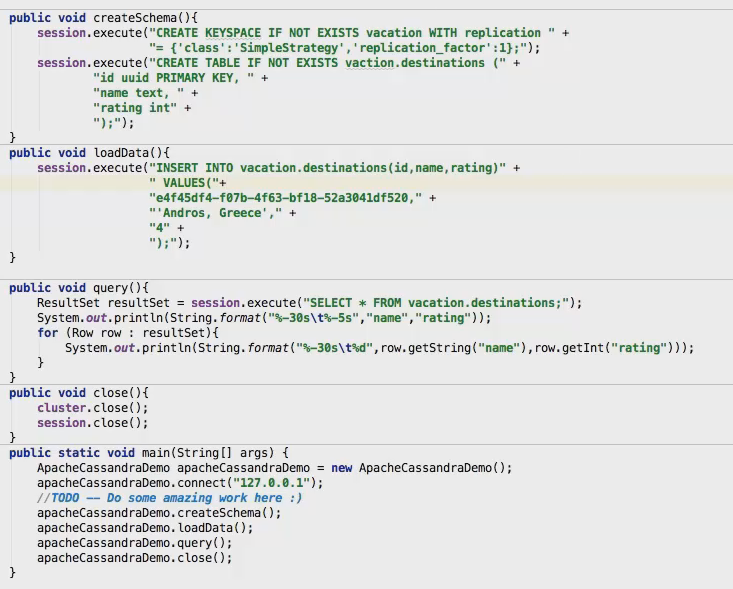 public void createSchema(){
    session.execute("CREATE KEYSPACE IF NOT EXISTS vacation WITH replication " +
                    "= {'class':'SimpleStrategy','replication_factor':1};");
    session.execute("CREATE TABLE IF NOT EXISTS vaction.destinations (" +
            "id uuid PRIMARY KEY, " +
            "name text, " +
            "rating int" +
            ");");
}
public void loadData(){
    session.execute("INSERT INTO vacation.destinations(id,name,rating)" +
                    " VALUES("+
                    "e4f45df4-f07b-4f63-bf18-52a3041df520," +
                    "'Andros, Greece'," +
                    "4" +
                    ");");
}
public void query(){
    ResultSet resultSet = session.execute("SELECT * FROM vacation.destinations;");
    System.out.println(String.format("%-30s\t%-5s","name","rating"));
    for (Row row : resultSet){
        System.out.println(String.format("%-30s\t%d",row.getString("name"),row.getInt("rating")));
    }
}
public void close(){
    cluster.close();
    session.close();
}
public static void main(String[] args) {
    ApacheCassandraDemo apacheCassandraDemo = new ApacheCassandraDemo();
    apacheCassandraDemo.connect("127.0.0.1");
    //TODO -- Do some amazing work here :)
    apacheCassandraDemo.createSchema();
    apacheCassandraDemo.loadData();
    apacheCassandraDemo.query();
    apacheCassandraDemo.close();
}